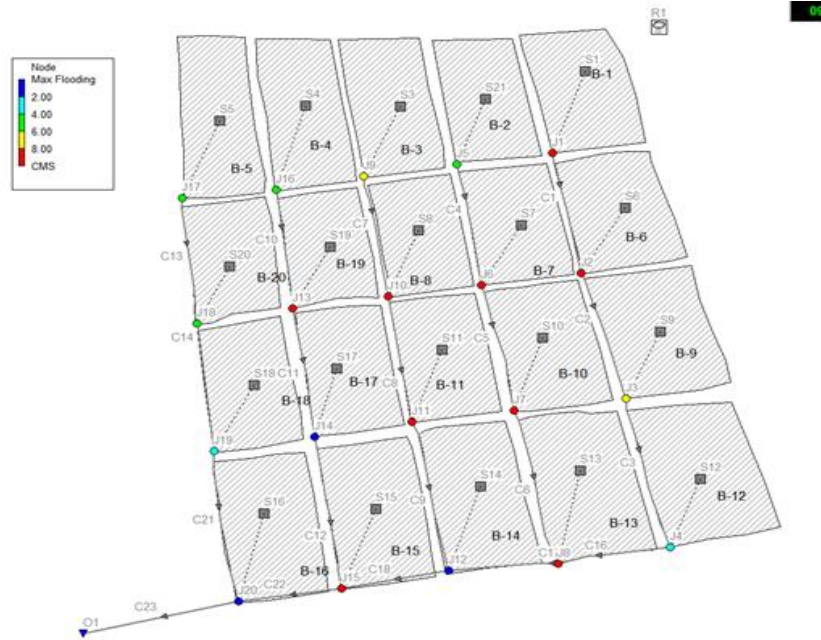 09
R1
Node
Max Flooding
2.00
4.00
6.00
8.00
CMS
S1
B-1
S21
B-2
S3
B-3
S4
B-4
S5
B-5
J1
J16
J17
C1
C4
C7
C10
C13
S6
B-6
S7
B-7
S8
B-8
S18
B-19
S20
B-20
J2
J6
J10
J13
J18
C14
C2
C5
C8
C11
S9
B-9
S10
B-10
S11
B-11
S17
B-17
S19
B-18
J3
J7
J11
J14
J19
C3
C6
C9
C12
C21
S12
B-12
S13
B-13
S14
B-14
S15
B-15
S16
B-16
J4
C16
J8
J12
C18
J15
C22
J20
C23
O1